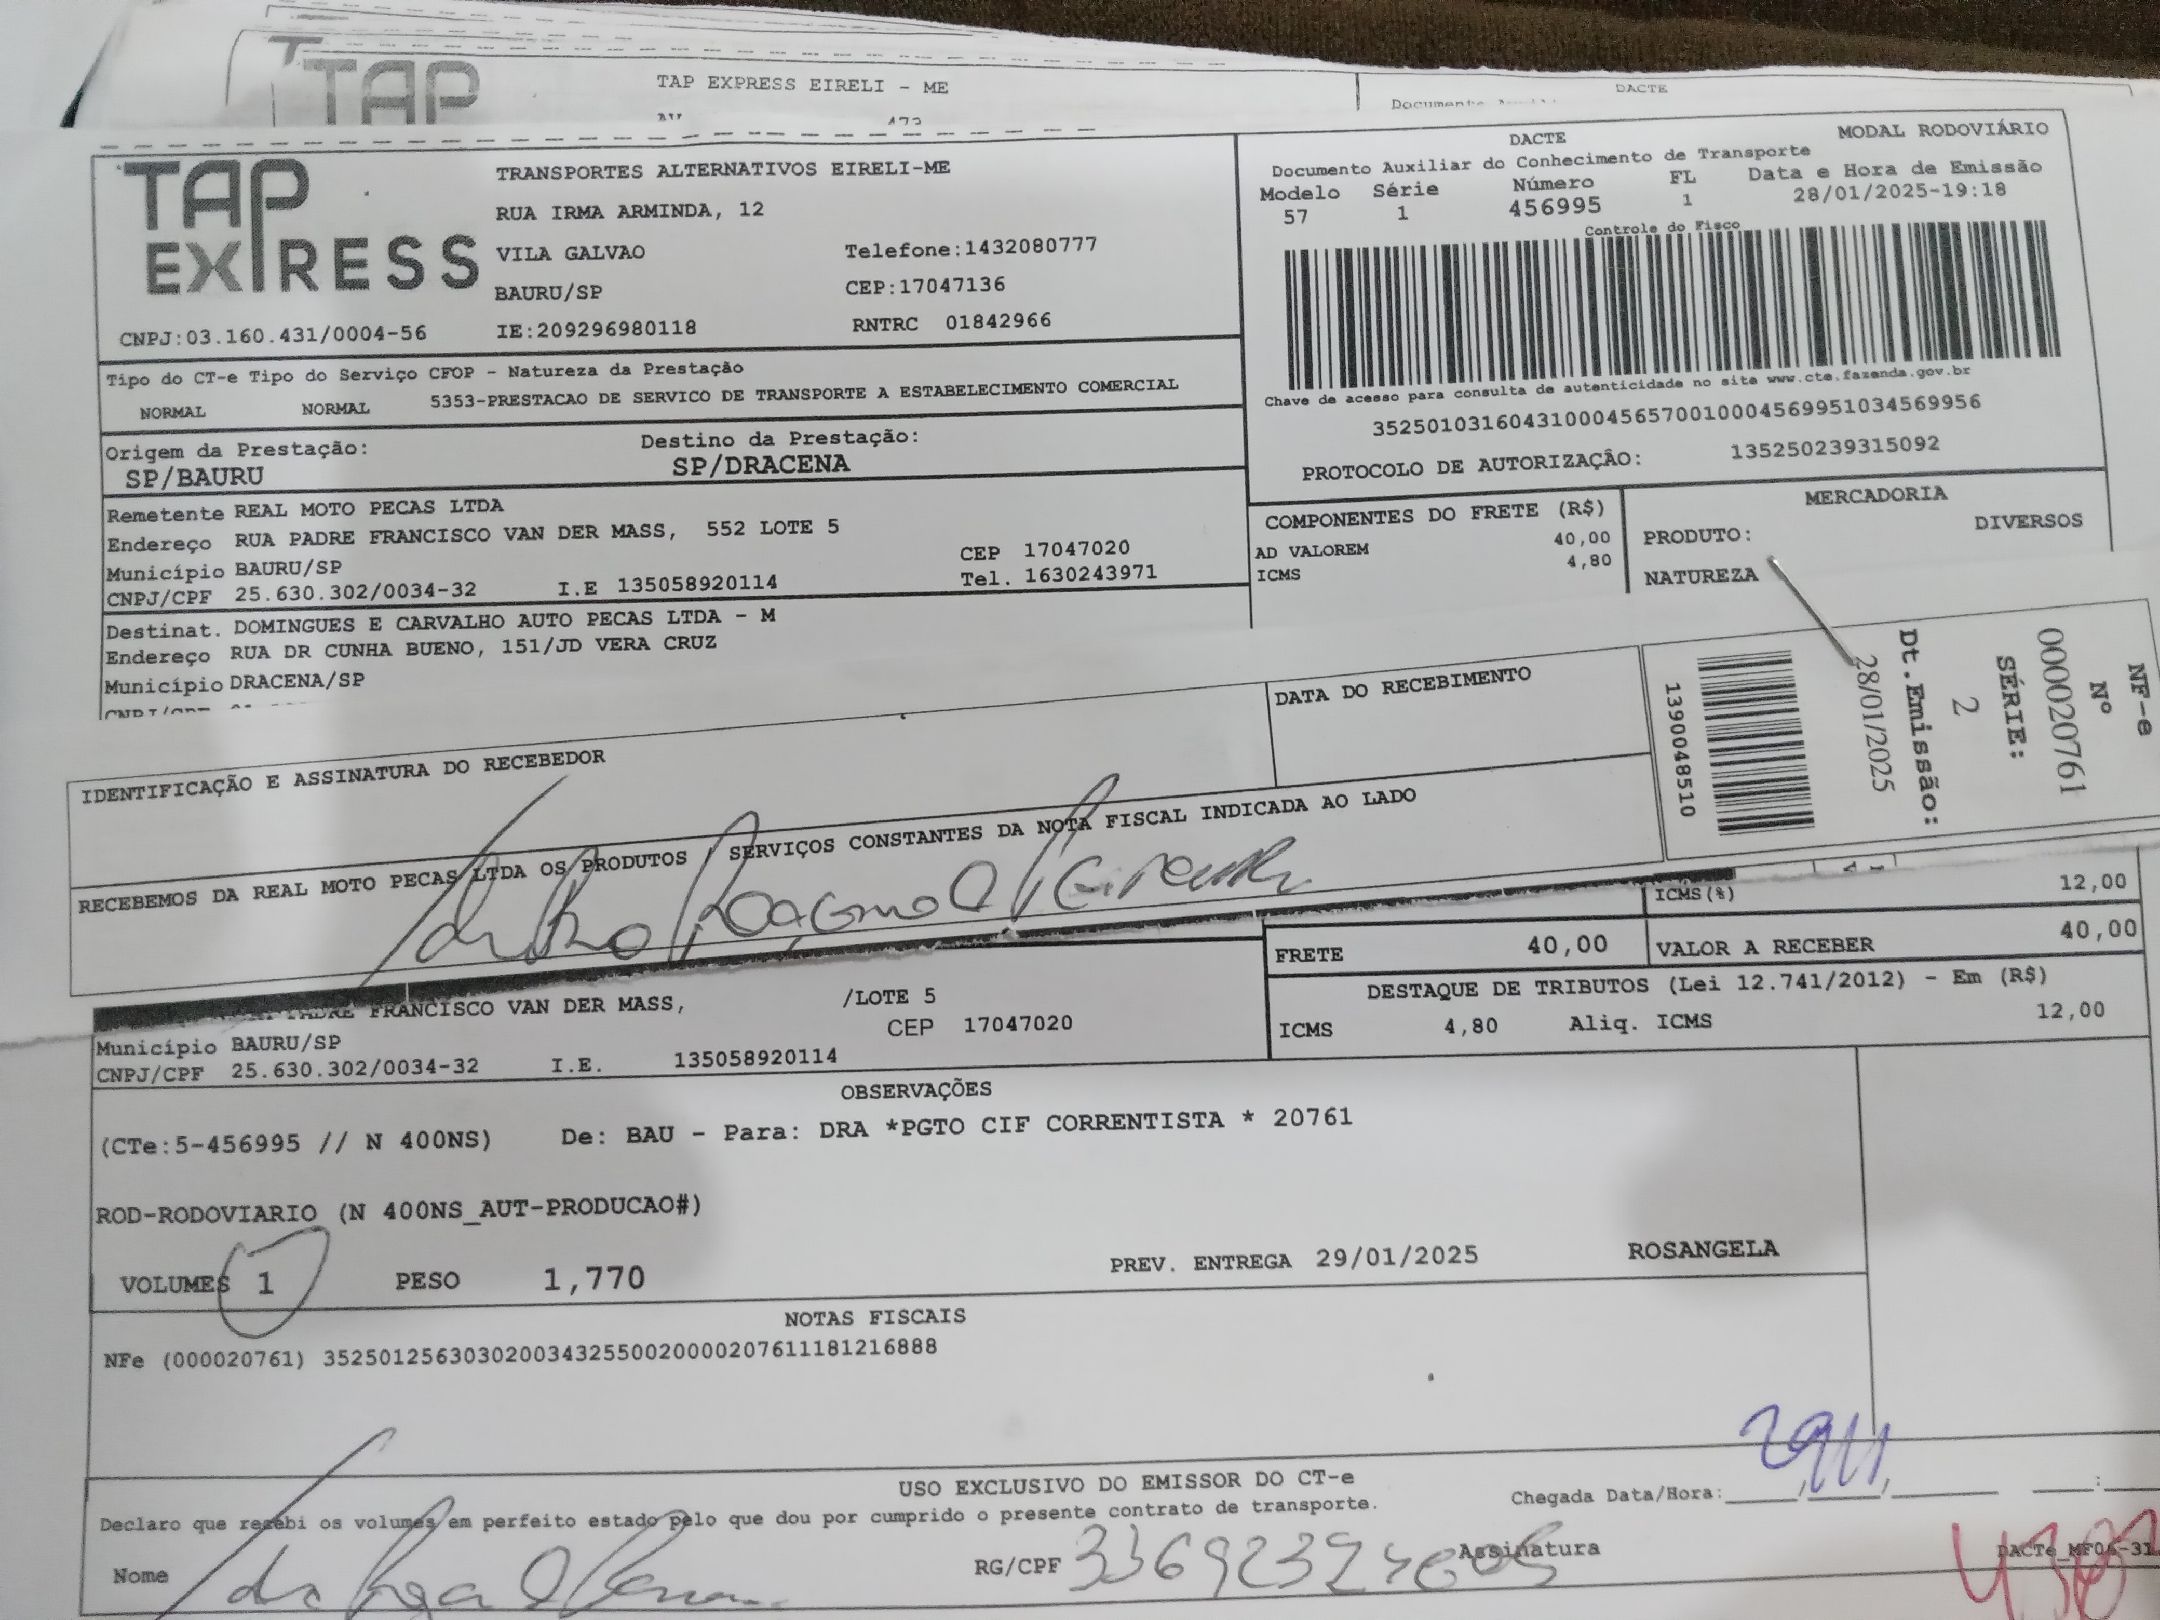 TAP
TAP EXPRESS EIRELI - ME
DACTE
TAP
EXPRESS
TRANSPORTES ALTERNATIVOS EIRELI-ME
RUA IRMA ARMINDA, 12
VILA GALVAO Telefone:1432080777
BAURU/SP CEP:17047136
CNPJ:03.160.431/0004-56 IE:209296980118 RNTRC 01842966
DACTE MODAL RODOVIÁRIO
Documento Auxiliar do Conhecimento de Transporte
Modelo Série Número FL Data e Hora de Emissão
57 1 456995 1 28/01/2025-19:18
Controle do Fisco
Chave de acesso para consulta de autenticidade no site www.cte.fazenda.gov.br
35250103160431000456570010004569951034569956
PROTOCOLO DE AUTORIZAÇÃO: 135250239315092
Tipo do CT-e Tipo do Serviço CFOP - Natureza da Prestação
NORMAL NORMAL 5353-PRESTACAO DE SERVICO DE TRANSPORTE A ESTABELECIMENTO COMERCIAL
Origem da Prestação: Destino da Prestação:
SP/BAURU SP/DRACENA
Remetente REAL MOTO PECAS LTDA
Endereço RUA PADRE FRANCISCO VAN DER MASS, 552 LOTE 5
Município BAURU/SP CEP 17047020
CNPJ/CPF 25.630.302/0034-32 I.E 135058920114 Tel. 1630243971
COMPONENTES DO FRETE (R$)
AD VALOREM 40,00
ICMS 4,80
MERCADORIA
PRODUTO: DIVERSOS
NATUREZA
Destinat. DOMINGUES E CARVALHO AUTO PECAS LTDA - M
Endereço RUA DR CUNHA BUENO, 151/JD VERA CRUZ
Município DRACENA/SP
IDENTIFICAÇÃO E ASSINATURA DO RECEBEDOR
DATA DO RECEBIMENTO
RECEBEMOS DA REAL MOTO PECAS LTDA OS PRODUTOS / SERVIÇOS CONSTANTES DA NOTA FISCAL INDICADA AO LADO
NF-e
Nº
000020761
SÉRIE:
2
Dt.Emissão:
28/01/2025
1390048510
ICMS(%) 12,00
FRETE 40,00 VALOR A RECEBER 40,00
DESTAQUE DE TRIBUTOS (Lei 12.741/2012) - Em (R$)
ICMS 4,80 Aliq. ICMS 12,00
PADRE FRANCISCO VAN DER MASS, /LOTE 5
Município BAURU/SP CEP 17047020
CNPJ/CPF 25.630.302/0034-32 I.E. 135058920114
OBSERVAÇÕES
(CTe:5-456995 // N 400NS) De: BAU - Para: DRA *PGTO CIF CORRENTISTA * 20761
ROD-RODOVIARIO (N 400NS_AUT-PRODUCAO#)
VOLUMES 1 PESO 1,770 PREV. ENTREGA 29/01/2025 ROSANGELA
NOTAS FISCAIS
NFe (000020761) 35250125630302003432550020000207611181216888
USO EXCLUSIVO DO EMISSOR DO CT-e
Declaro que recebi os volumes em perfeito estado pelo que dou por cumprido o presente contrato de transporte.
Chegada Data/Hora:
Nome RG/CPF Assinatura